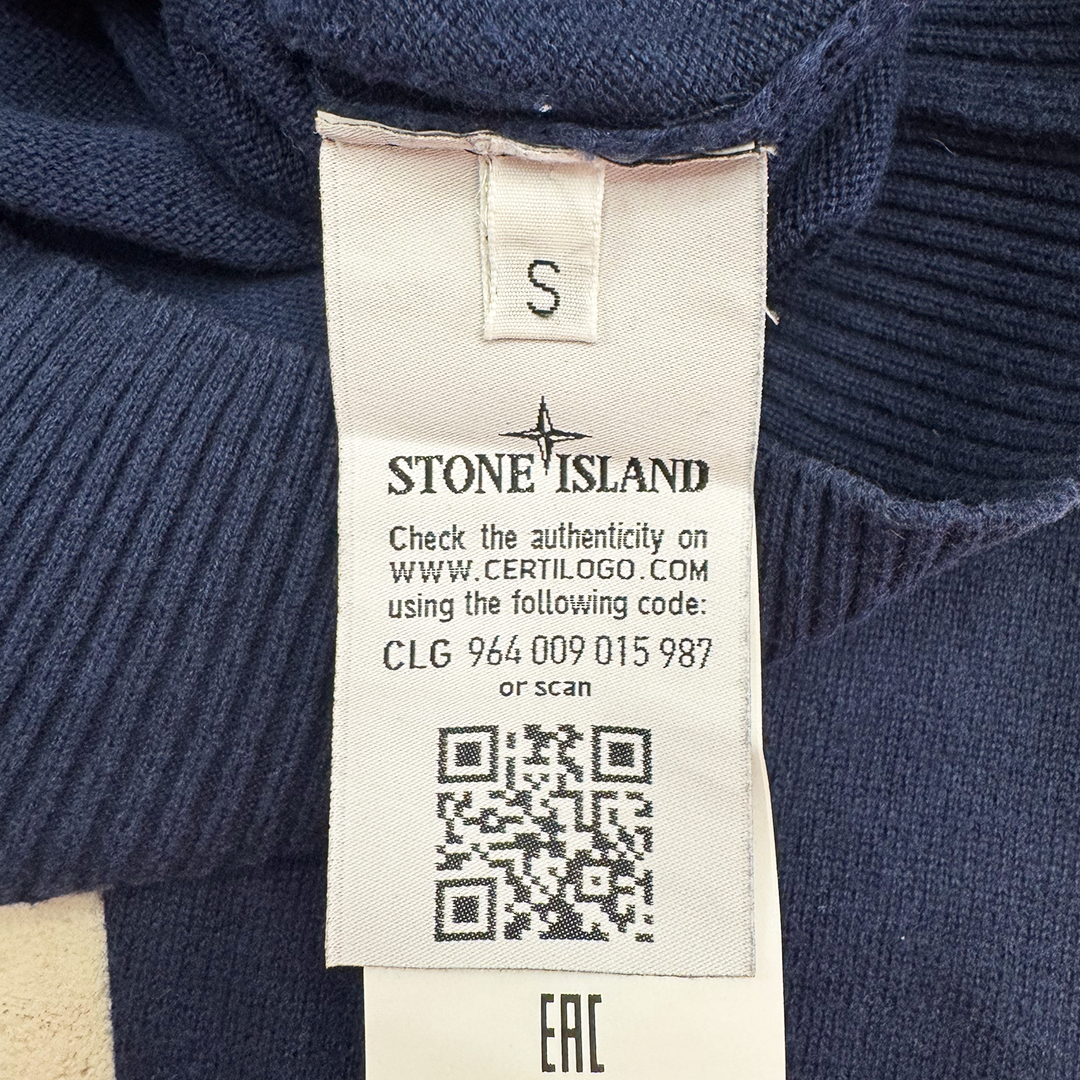 S
STONE ISLAND
Check the authenticity on
WWW.CERTILOGO.COM
using the following code:
CLG 964 009 015 987
or scan
EAC